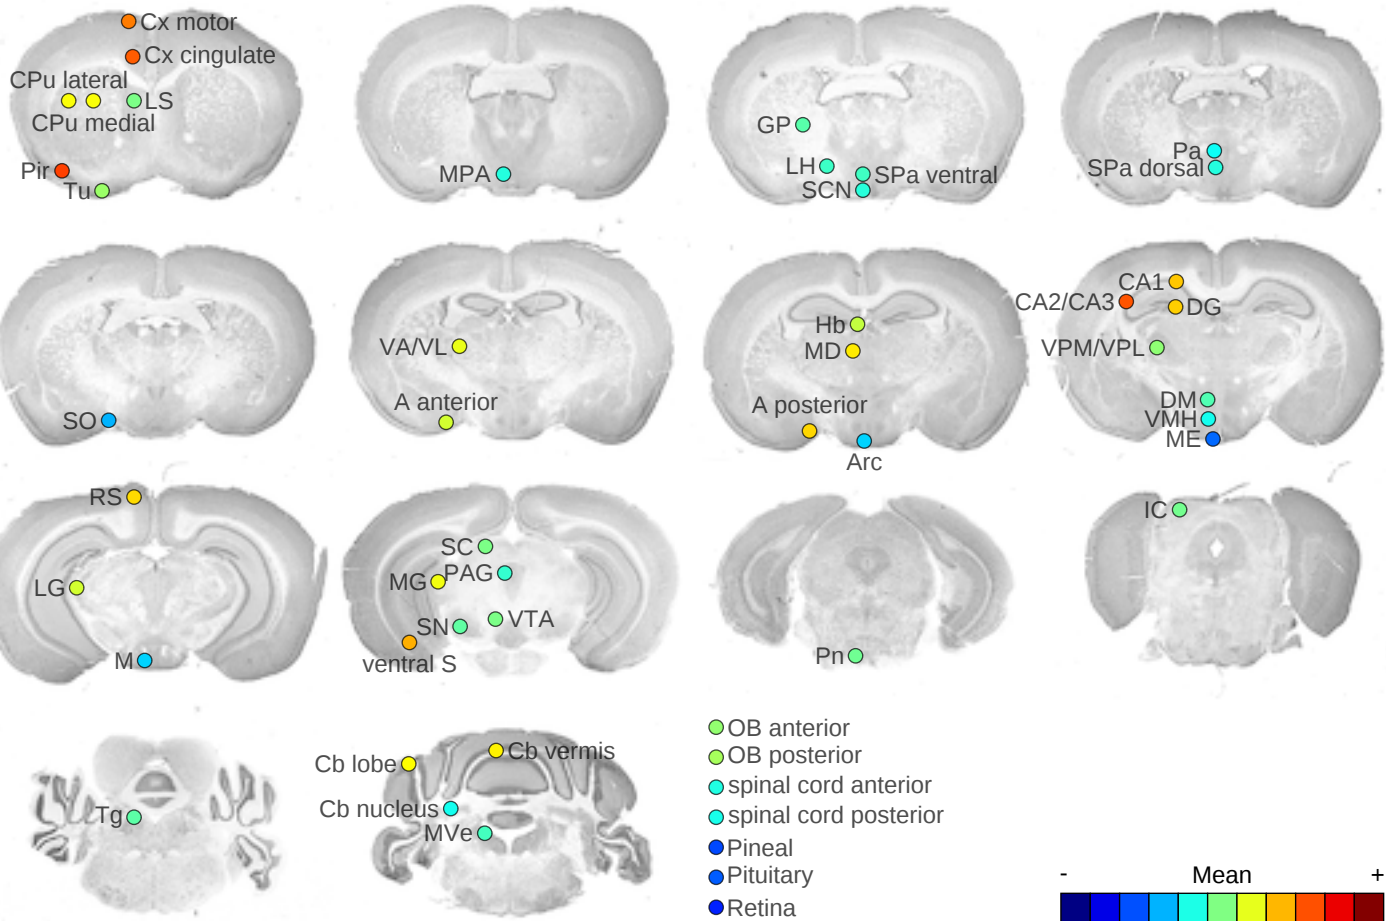 Cx motor
Cx cingulate
CPu lateral
LS
CPu medial
Pir
Tu
MPA
GP
LH
SPa ventral
SCN
Pa
SPa dorsal
SO
VA/VL
A anterior
Hb
MD
A posterior
Arc
CA1
CA2/CA3
DG
VPM/VPL
DM
VMH
ME
RS
LG
M
SC
PAG
MG
VTA
SN
ventral S
Pn
IC
Tg
Cb vermis
Cb lobe
Cb nucleus
MVe
OB anterior
OB posterior
spinal cord anterior
spinal cord posterior
Pineal
Pituitary
Retina
- Mean +